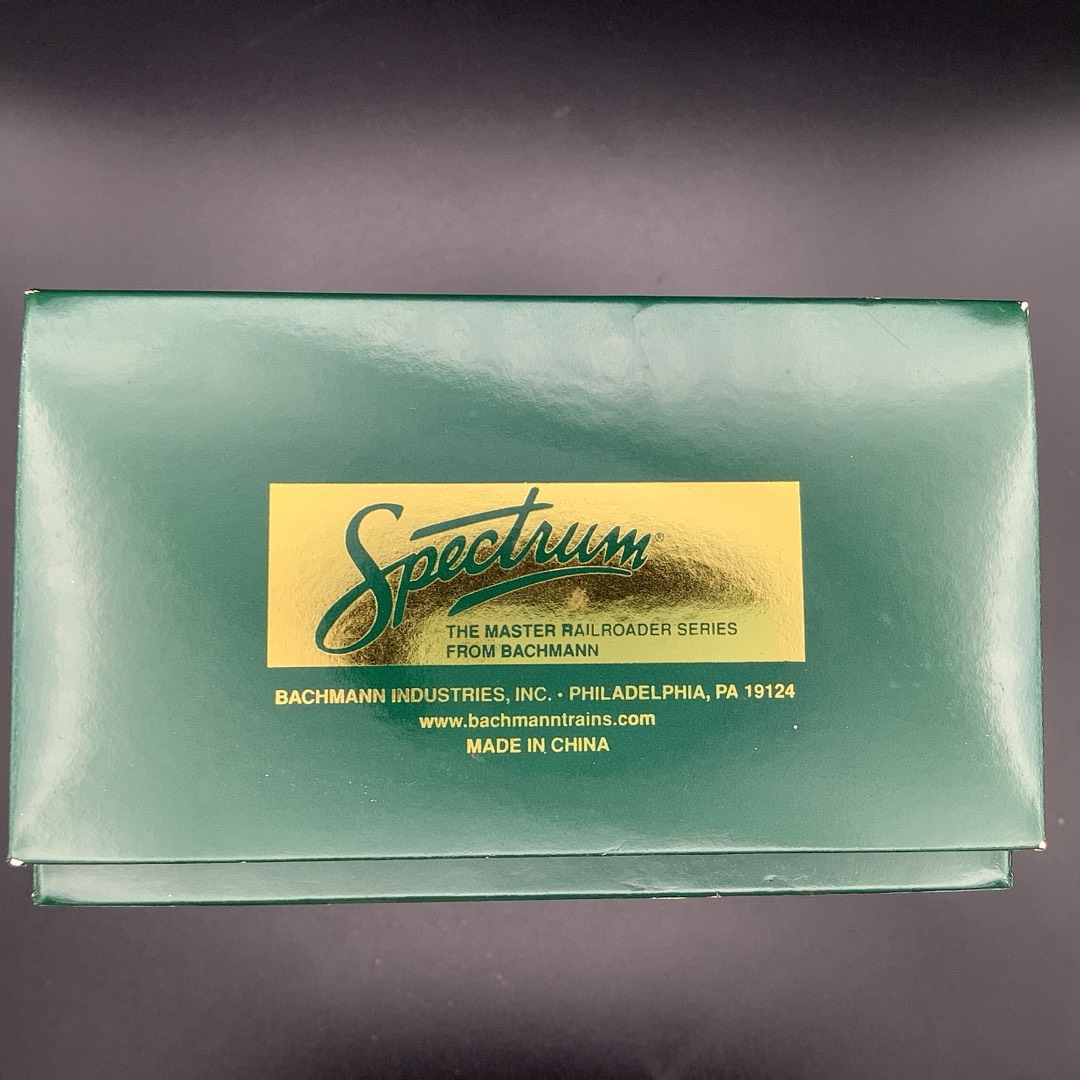 Spectrum®
THE MASTER RAILROADER SERIES
FROM BACHMANN
BACHMANN INDUSTRIES, INC. • PHILADELPHIA, PA 19124
www.bachmanntrains.com
MADE IN CHINA